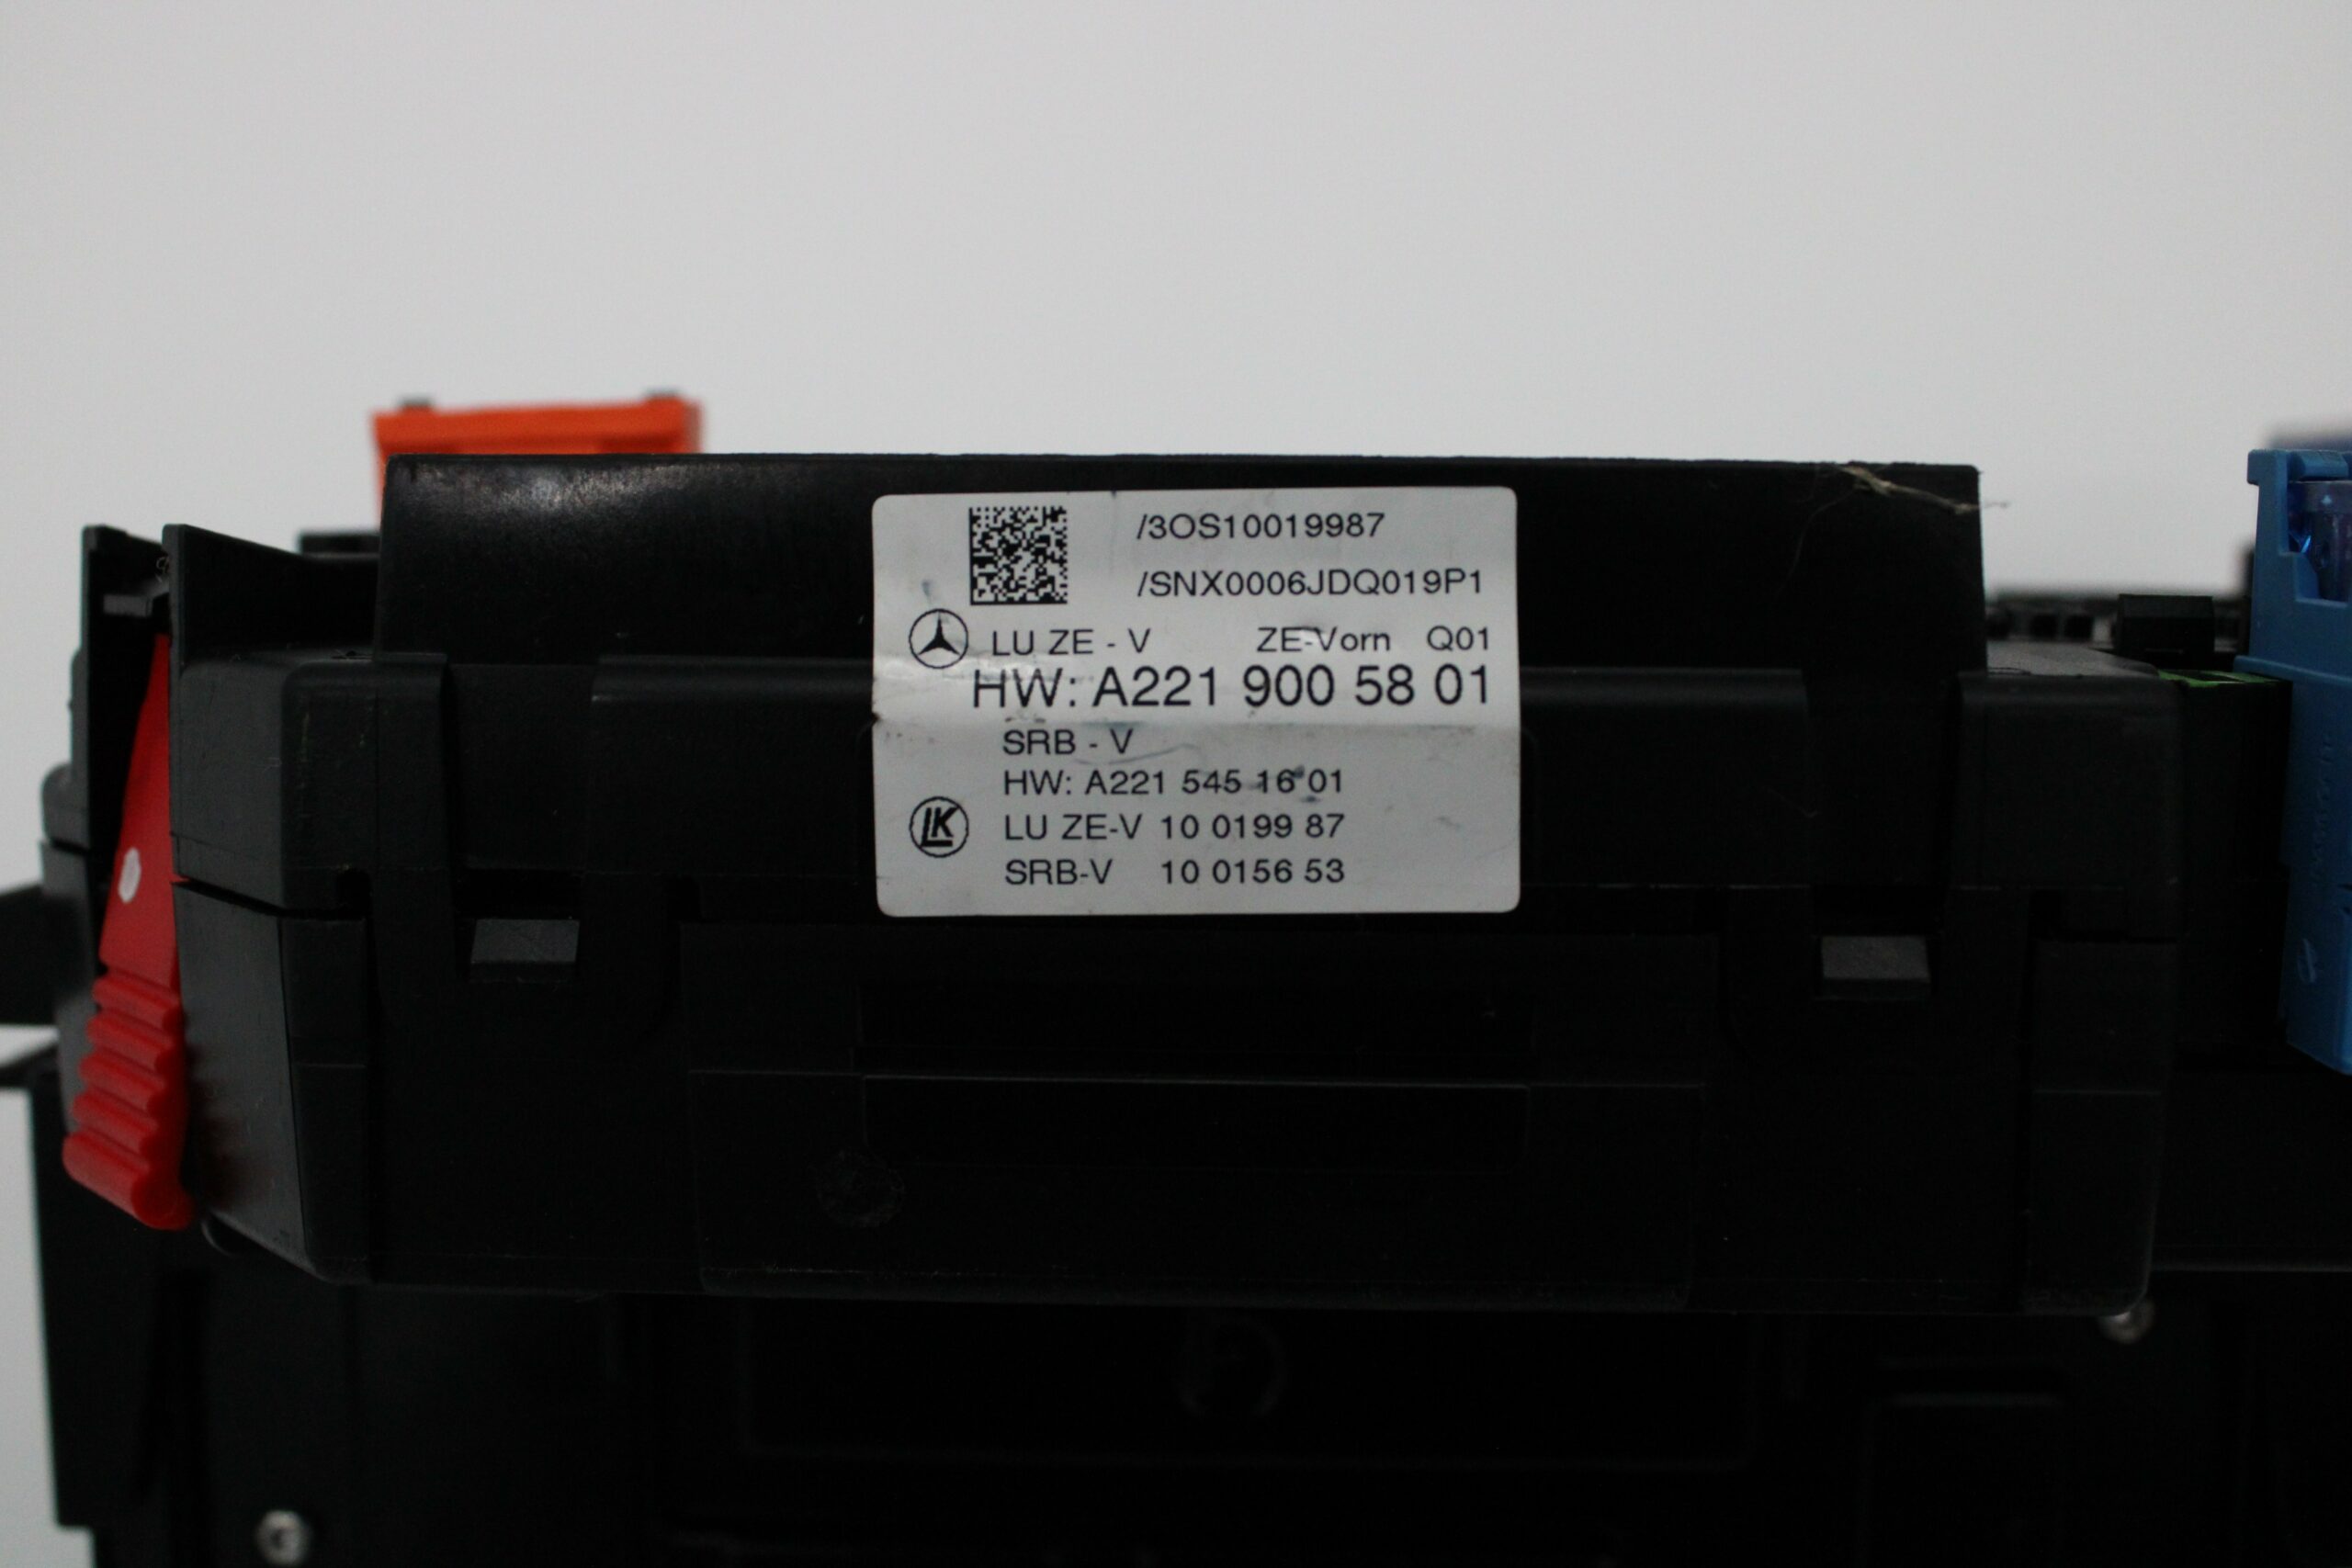 /3OS10019987
/SNX0006JDQ019P1
LU ZE - V ZE-Vorn Q01
HW: A221 900 58 01
SRB - V
HW: A221 545 16 01
LK
LU ZE-V 10 0199 87
SRB-V 10 0156 53